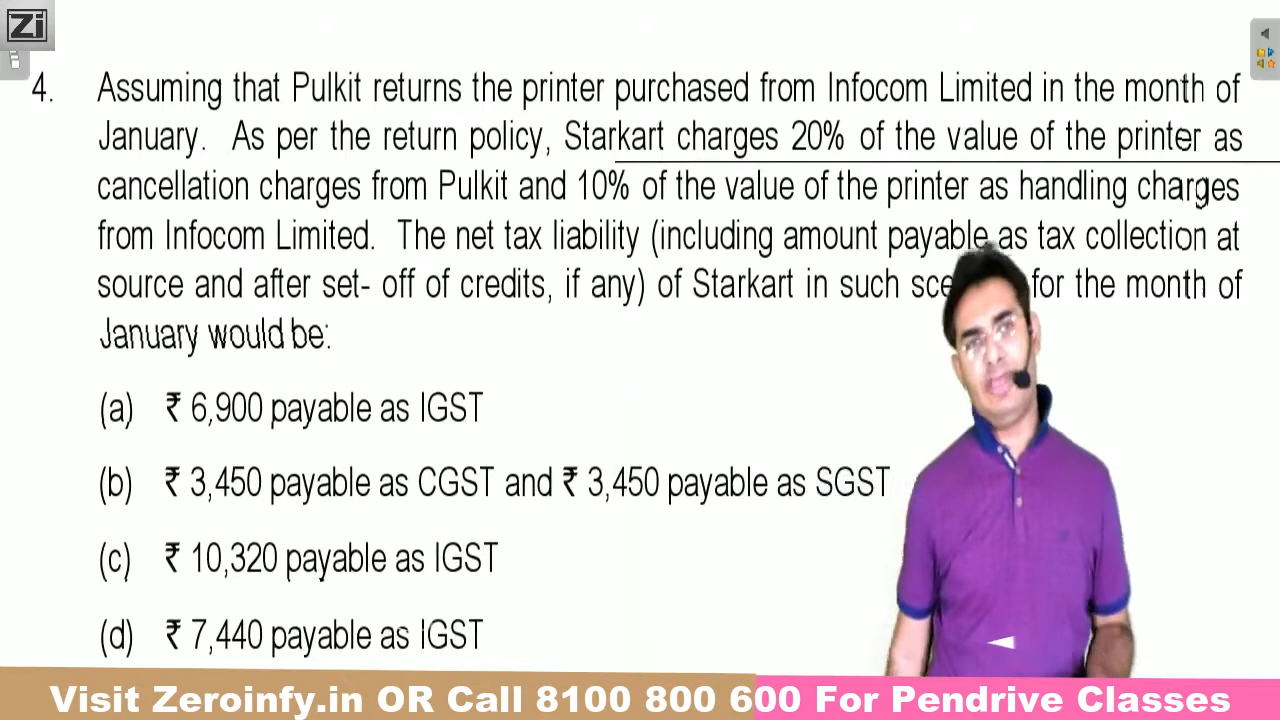 Zi
4. Assuming that Pulkit returns the printer purchased from Infocom Limited in the month of
January. As per the return policy, Starkart charges 20% of the value of the printer as
cancellation charges from Pulkit and 10% of the value of the printer as handling charges
from Infocom Limited. The net tax liability (including amount payable as tax collection at
source and after set- off of credits, if any) of Starkart in such for the month of
January would be:
(a) ₹ 6,900 payable as IGST
(b) ₹ 3,450 payable as CGST and ₹ 3,450 payable as SGST
(c) ₹ 10,320 payable as IGST
(d) ₹ 7,440 payable as IGST
Visit Zeroinfy.in OR Call 8100 800 600 For Pendrive Classes